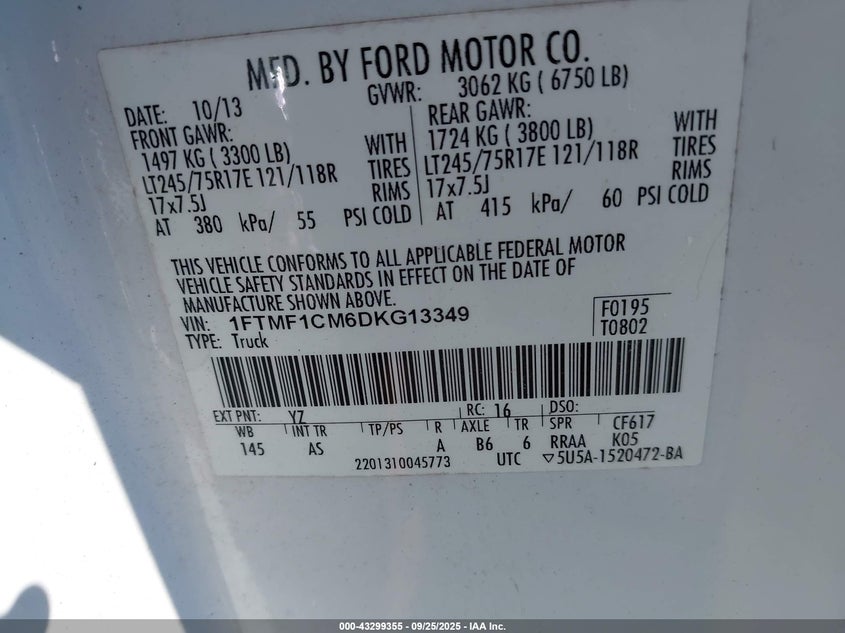 MFD. BY FORD MOTOR CO.
DATE: 10/13
GVWR: 3062 KG ( 6750 LB)
FRONT GAWR:
1497 KG ( 3300 LB)
WITH
LT245/75R17E 121/118R
TIRES
17x7.5J
RIMS
AT 380 kPa/ 55 PSI COLD
REAR GAWR:
1724 KG ( 3800 LB)
WITH
LT245/75R17E 121/118R
TIRES
17x7.5J
RIMS
AT 415 kPa/ 60 PSI COLD
THIS VEHICLE CONFORMS TO ALL APPLICABLE FEDERAL MOTOR
VEHICLE SAFETY STANDARDS IN EFFECT ON THE DATE OF
MANUFACTURE SHOWN ABOVE.
VIN: 1FTMF1CM6DKG13349
TYPE: Truck
F0195
T0802
EXT PNT: YZ RC: 16 DSO:
WB INT TR TP/PS R AXLE TR SPR CF617
145 AS A B6 6 RRAA K05
2201310045773 UTC ▽5U5A-1520472-BA
000-43299355 | 09/25/2025 | IAA Inc.